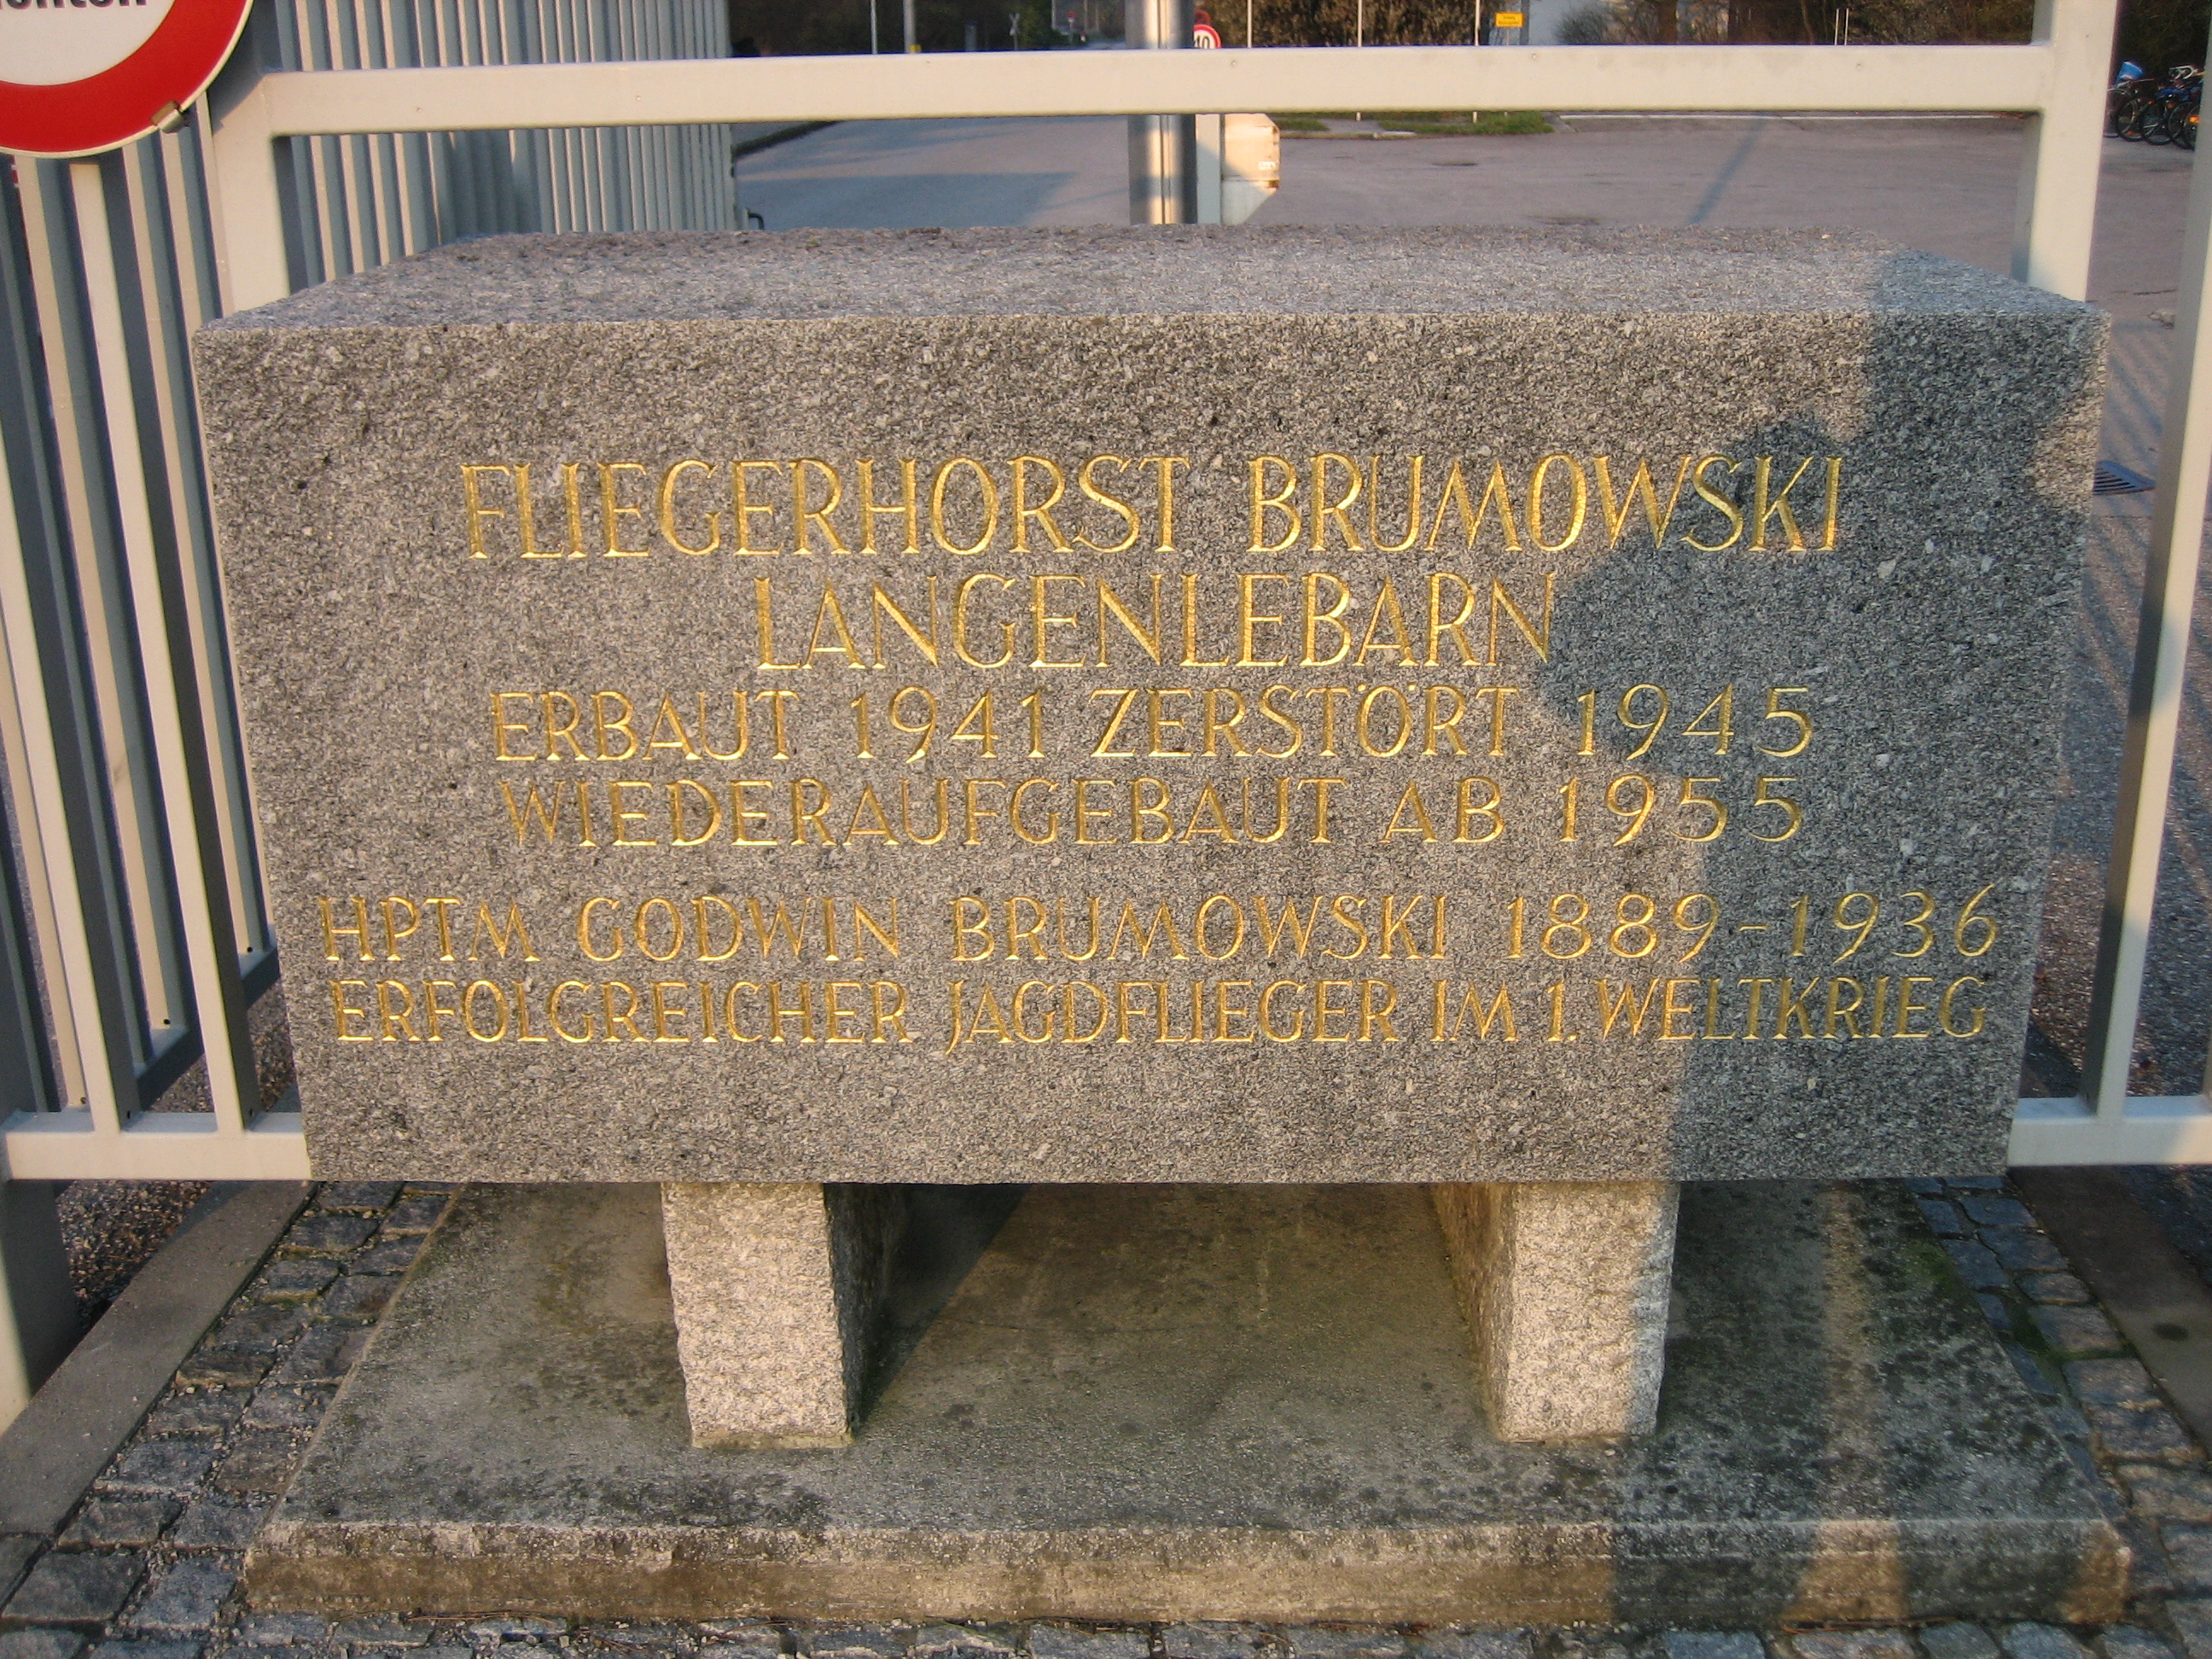 FLIEGERHORST BRUMOWSKI
LANGENLEBARN
ERBAUT 1941 ZERSTÖRT 1945
WIEDERAUFGEBAUT AB 1955
HPTM GODWIN BRUMOWSKI 1889-1936
ERFOLGREICHER JAGDFLIEGER IM 1. WELTKRIEG